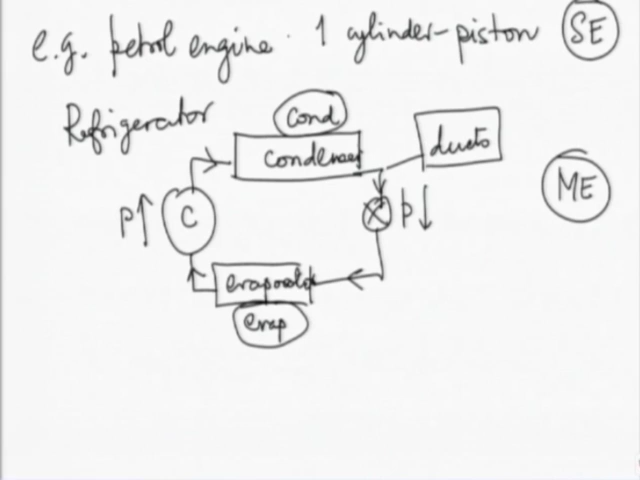 e.g. petrol engine. 1 cylinder-piston SE
Refrigerator
Cond
Condenser
ducts
ME
P↑
C
X
p↓
evaporator
Evap